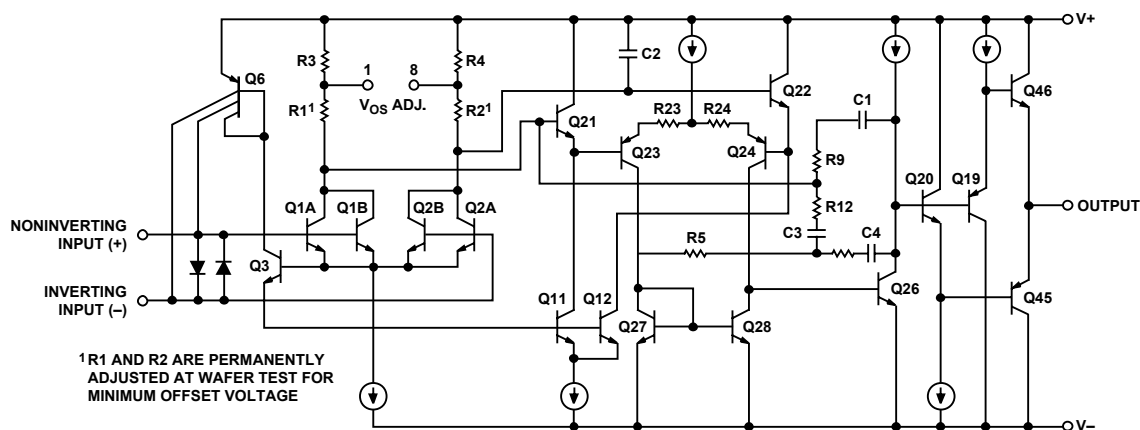 V+
R3
R4
C2
Q6
1
8
VOS ADJ.
R1¹
R2¹
Q21
R23
R24
Q22
C1
Q46
Q23
Q24
R9
Q20
Q19
Q1A
Q1B
Q2B
Q2A
R12
OUTPUT
NONINVERTING
INPUT (+)
R5
C3
C4
Q3
INVERTING
INPUT (–)
Q11
Q12
Q27
Q28
Q26
Q45
¹R1 AND R2 ARE PERMANENTLY
ADJUSTED AT WAFER TEST FOR
MINIMUM OFFSET VOLTAGE
V–